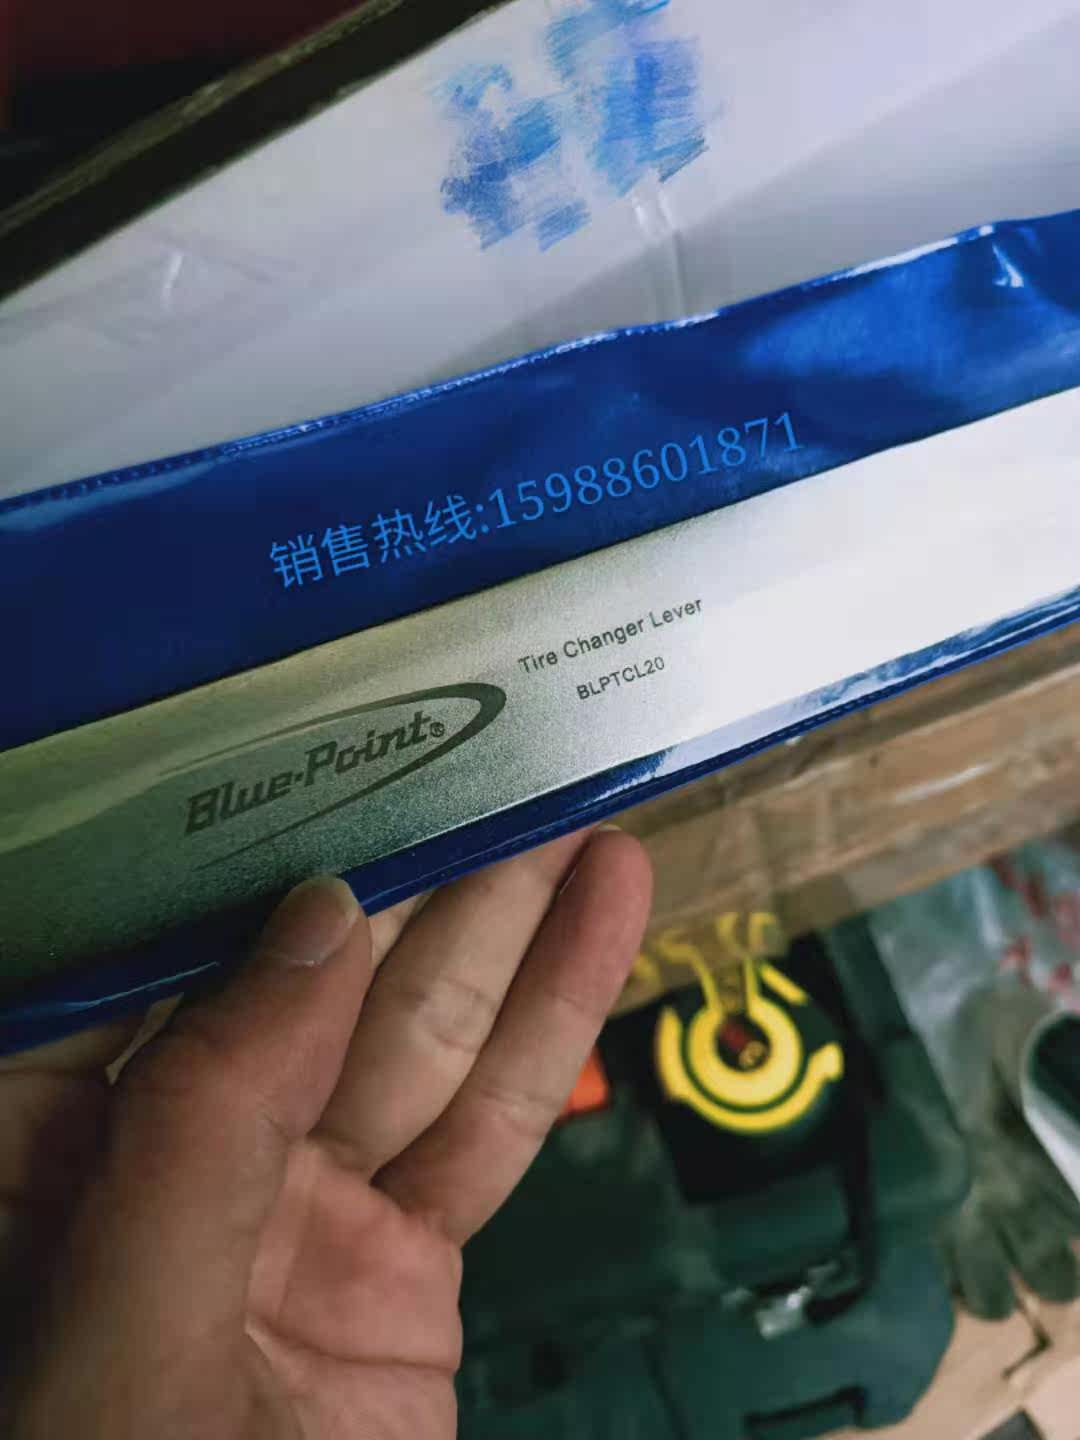 销售热线:15988601871
Tire Changer Lever
BLPTCL20
Blue-Point®